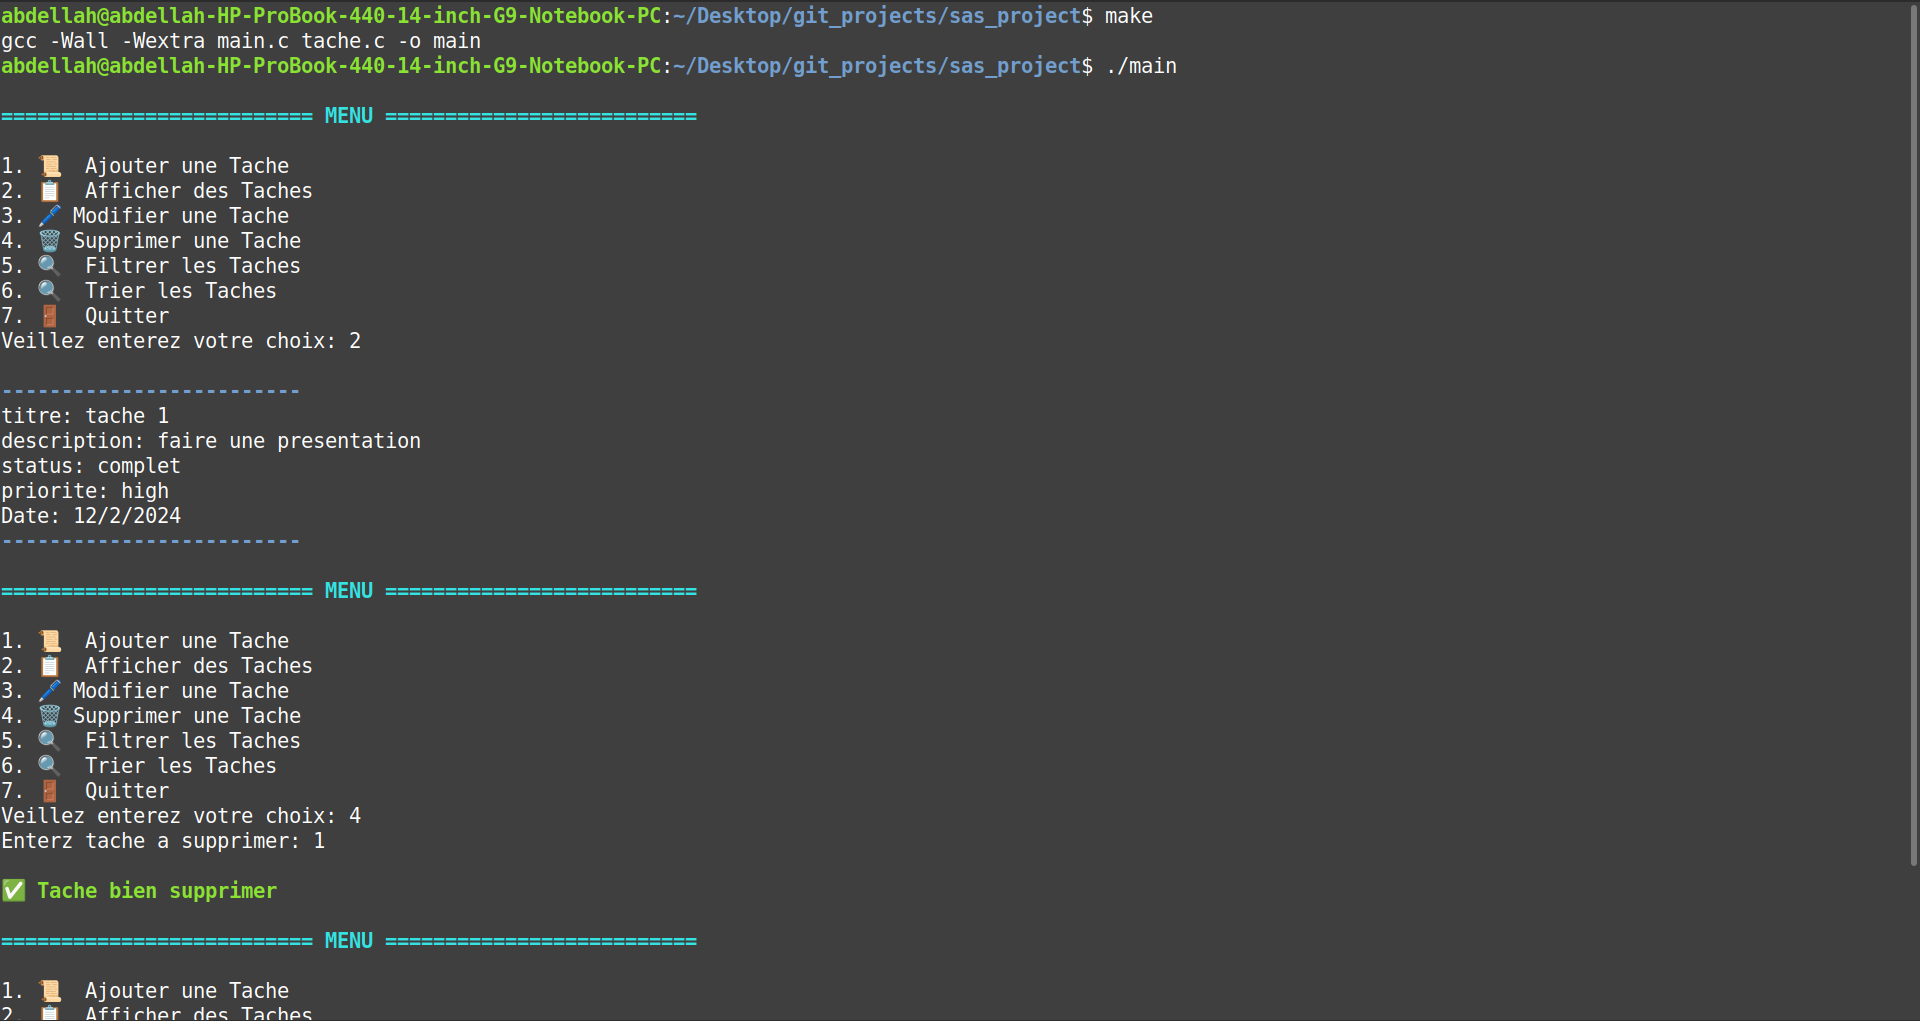 abdellah@abdellah-HP-ProBook-440-14-inch-G9-Notebook-PC:~/Desktop/git_projects/sas_project$ make
gcc -Wall -Wextra main.c tache.c -o main
abdellah@abdellah-HP-ProBook-440-14-inch-G9-Notebook-PC:~/Desktop/git_projects/sas_project$ ./main
========================== MENU ==========================
1. 📜  Ajouter une Tache
2. 📋  Afficher des Taches
3. 🖊️ Modifier une Tache
4. 🗑️ Supprimer une Tache
5. 🔍  Filtrer les Taches
6. 🔍  Trier les Taches
7. 🚪  Quitter
Veillez enterez votre choix: 2
-------------------------
titre: tache 1
description: faire une presentation
status: complet
priorite: high
Date: 12/2/2024
-------------------------
========================== MENU ==========================
1. 📜  Ajouter une Tache
2. 📋  Afficher des Taches
3. 🖊️ Modifier une Tache
4. 🗑️ Supprimer une Tache
5. 🔍  Filtrer les Taches
6. 🔍  Trier les Taches
7. 🚪  Quitter
Veillez enterez votre choix: 4
Enterz tache a supprimer: 1
✅ Tache bien supprimer
========================== MENU ==========================
1. 📜  Ajouter une Tache
2. 📋  Afficher des Taches